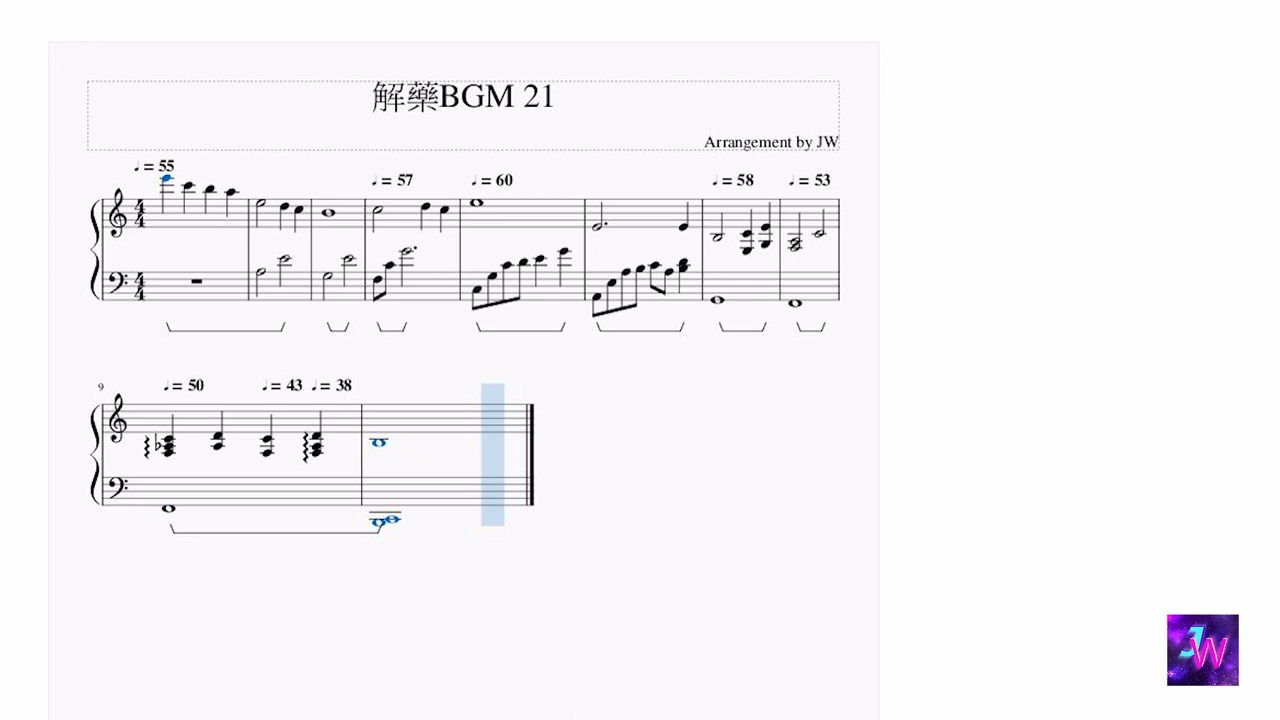 解藥BGM 21
Arrangement by JW
♩ = 55
♩ = 57
♩ = 60
♩ = 58
♩ = 53
9
♩ = 50
♩ = 43
♩ = 38
JW